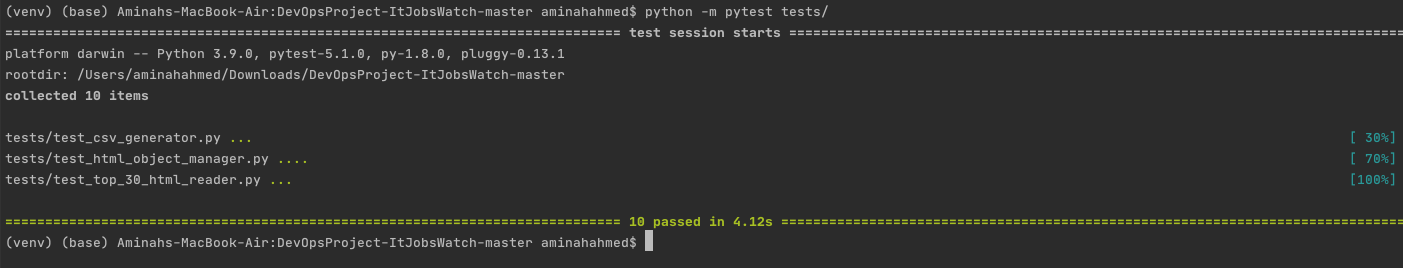 (venv) (base) Aminahs-MacBook-Air:DevOpsProject-ItJobsWatch-master aminahahmed$ python -m pytest tests/
============================================================================= test session starts ==============================================================================
platform darwin -- Python 3.9.0, pytest-5.1.0, py-1.8.0, pluggy-0.13.1
rootdir: /Users/aminahahmed/Downloads/DevOpsProject-ItJobsWatch-master
collected 10 items
tests/test_csv_generator.py ... [ 30%]
tests/test_html_object_manager.py .... [ 70%]
tests/test_top_30_html_reader.py ... [100%]
============================================================================= 10 passed in 4.12s ==============================================================================
(venv) (base) Aminahs-MacBook-Air:DevOpsProject-ItJobsWatch-master aminahahmed$